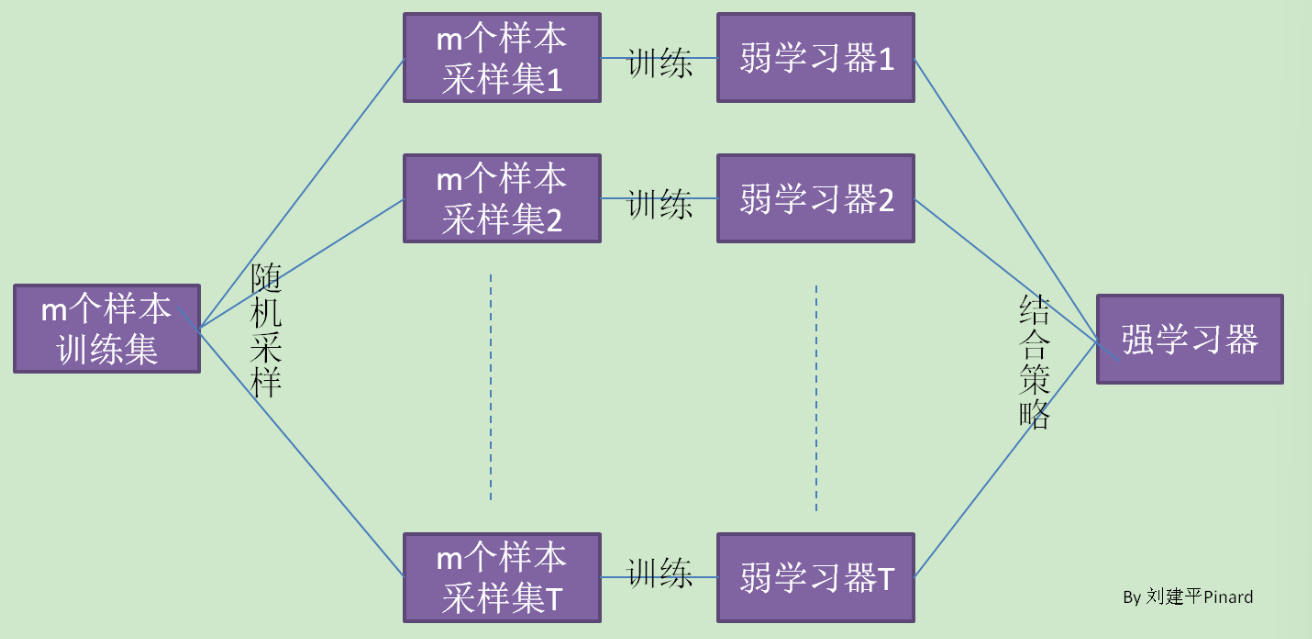 m个样本
采样集1
训练
弱学习器1
m个样本
采样集2
训练
弱学习器2
m个样本
训练集
随机采样
结合策略
强学习器
m个样本
采样集T
训练
弱学习器T
By 刘建平Pinard